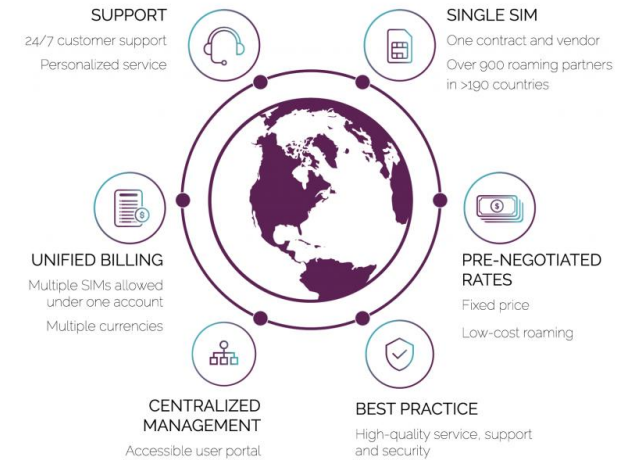 SUPPORT
24/7 customer support
Personalized service
SINGLE SIM
One contract and vendor
Over 900 roaming partners
in >190 countries
UNIFIED BILLING
Multiple SIMs allowed
under one account
Multiple currencies
PRE-NEGOTIATED
RATES
Fixed price
Low-cost roaming
CENTRALIZED
MANAGEMENT
Accessible user portal
BEST PRACTICE
High-quality service, support
and security